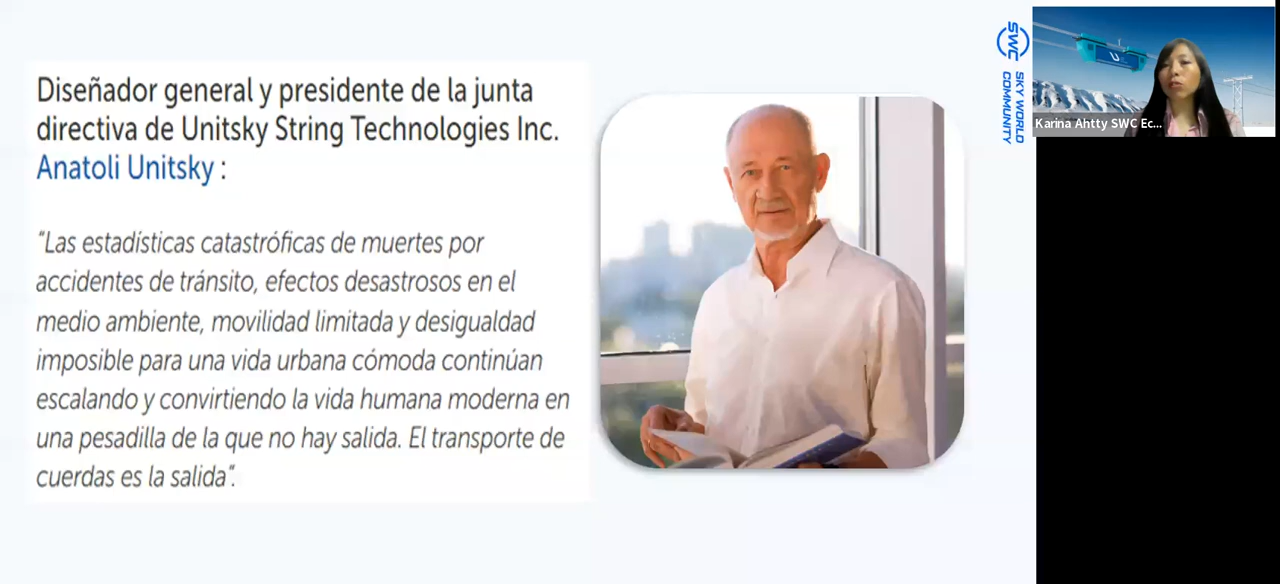 Diseñador general y presidente de la junta
directiva de Unitsky String Technologies Inc.
Anatoli Unitsky :
“Las estadísticas catastróficas de muertes por
accidentes de tránsito, efectos desastrosos en el
medio ambiente, movilidad limitada y desigualdad
imposible para una vida urbana cómoda continúan
escalando y convirtiendo la vida humana moderna en
una pesadilla de la que no hay salida. El transporte de
cuerdas es la salida”.
SWC
SKY WORLD
COMMUNITY
U
Karina Ahtty SWC Ec...